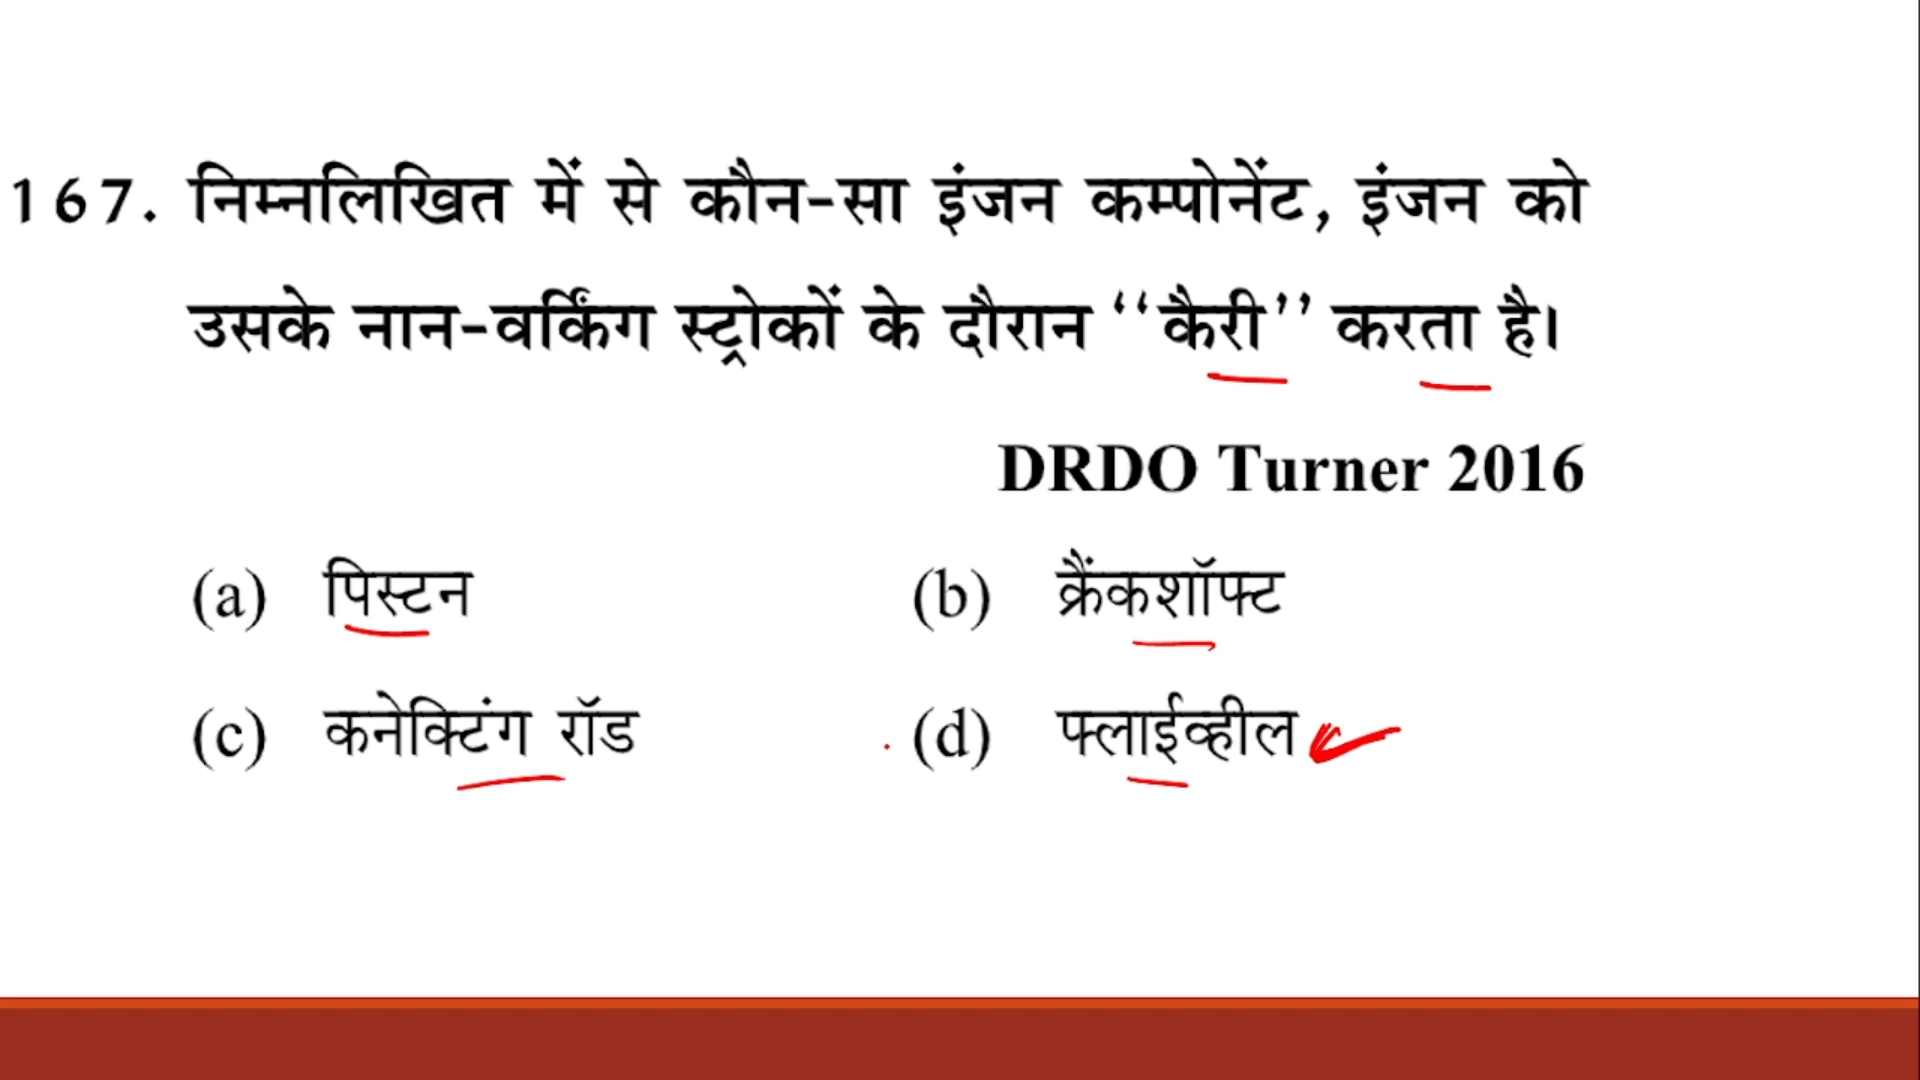 167. निम्नलिखित में से कौन-सा इंजन कम्पोनेंट, इंजन को
उसके नान-वर्किंग स्ट्रोकों के दौरान ‘‘कैरी’’ करता है।
DRDO Turner 2016
(a) पिस्टन (b) क्रैंकशॉफ्ट
(c) कनेक्टिंग रॉड (d) फ्लाईव्हील